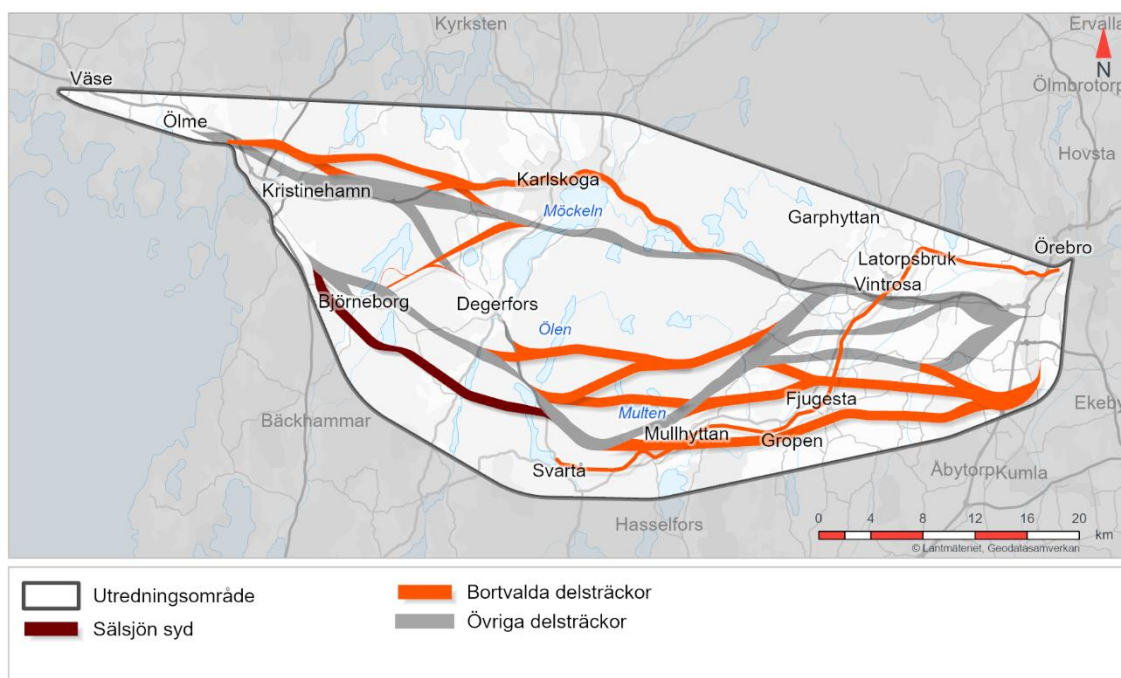 Kyrksten
Ervalla
N
Väse
Ölmbrotorp
Ölme
Hovsta
Karlskoga
Kristinehamn
Möckeln
Garphyttan
Örebro
Latorpsbruk
Vintrosa
Björneborg
Degerfors
Ölen
Fjugesta
Ekeby
Multen
Bäckhammar
Mullhyttan
Gropen
Svartå
Åbytorp
Kumla
Hasselfors
0 4 8 12 16 20
km
© Lantmäteriet, Geodatasamverkan
Utredningsområde
Bortvalda delsträckor
Sälsjön syd
Övriga delsträckor